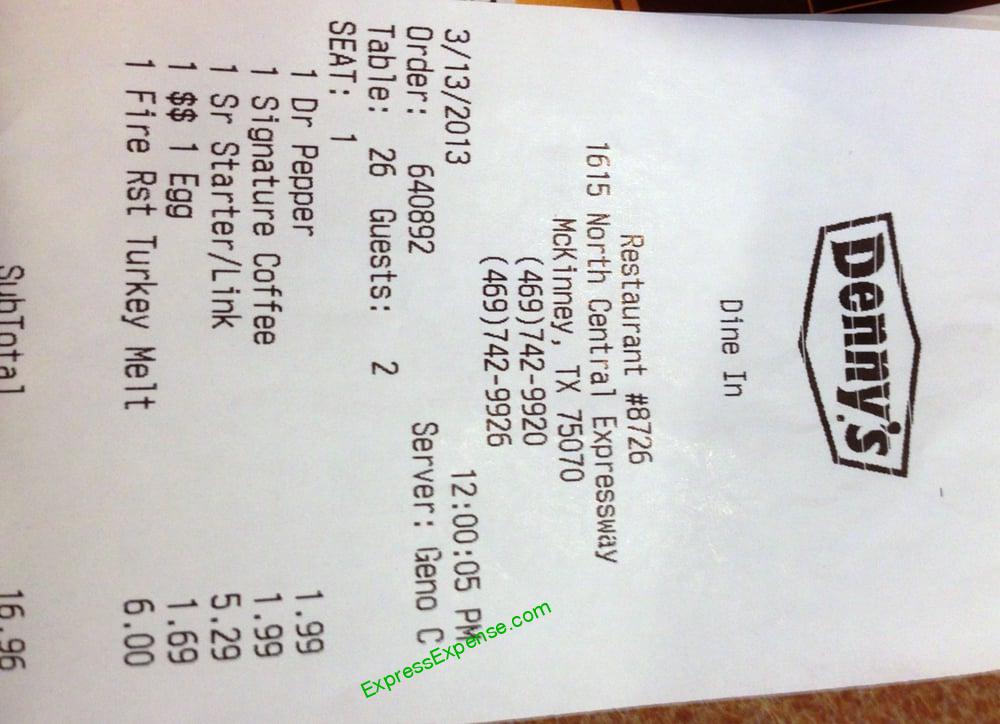 Denny's
Dine In
Restaurant #8726
1615 North Central Expressway
McKinney, TX 75070
(469)742-9920
(469)742-9926
3/13/2013 12:00:05 PM
Order: 640892 Server: Geno C
Table: 26 Guests: 2
SEAT: 1
1 Dr Pepper 1.99
1 Signature Coffee 1.99
1 Sr Starter/Link 5.29
1 $$ 1 Egg 1.69
1 Fire Rst Turkey Melt 6.00
SubTotal 16.96
ExpressExpense.com